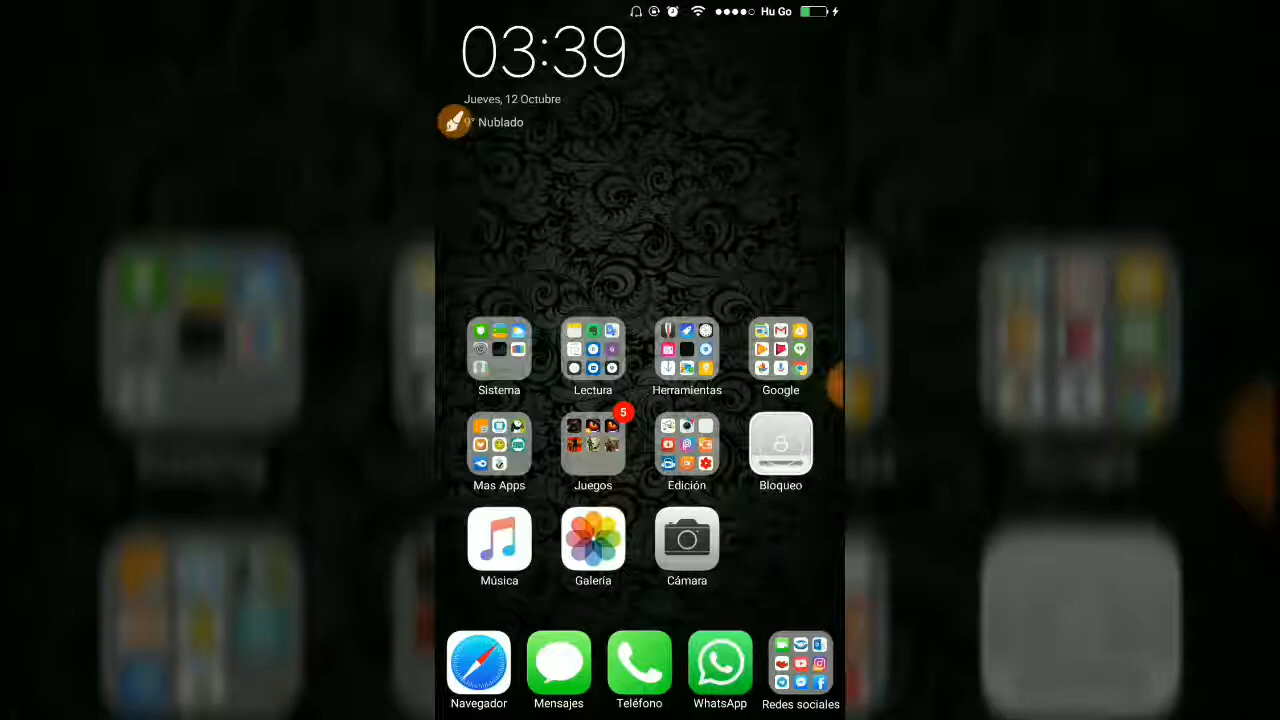 Hu Go
03:39
Jueves, 12 Octubre
9° Nublado
Sistema
Lectura
Herramientas
Google
5
Mas Apps
Juegos
Edición
Bloqueo
Música
Galería
Cámara
Navegador
Mensajes
Teléfono
WhatsApp
Redes sociales